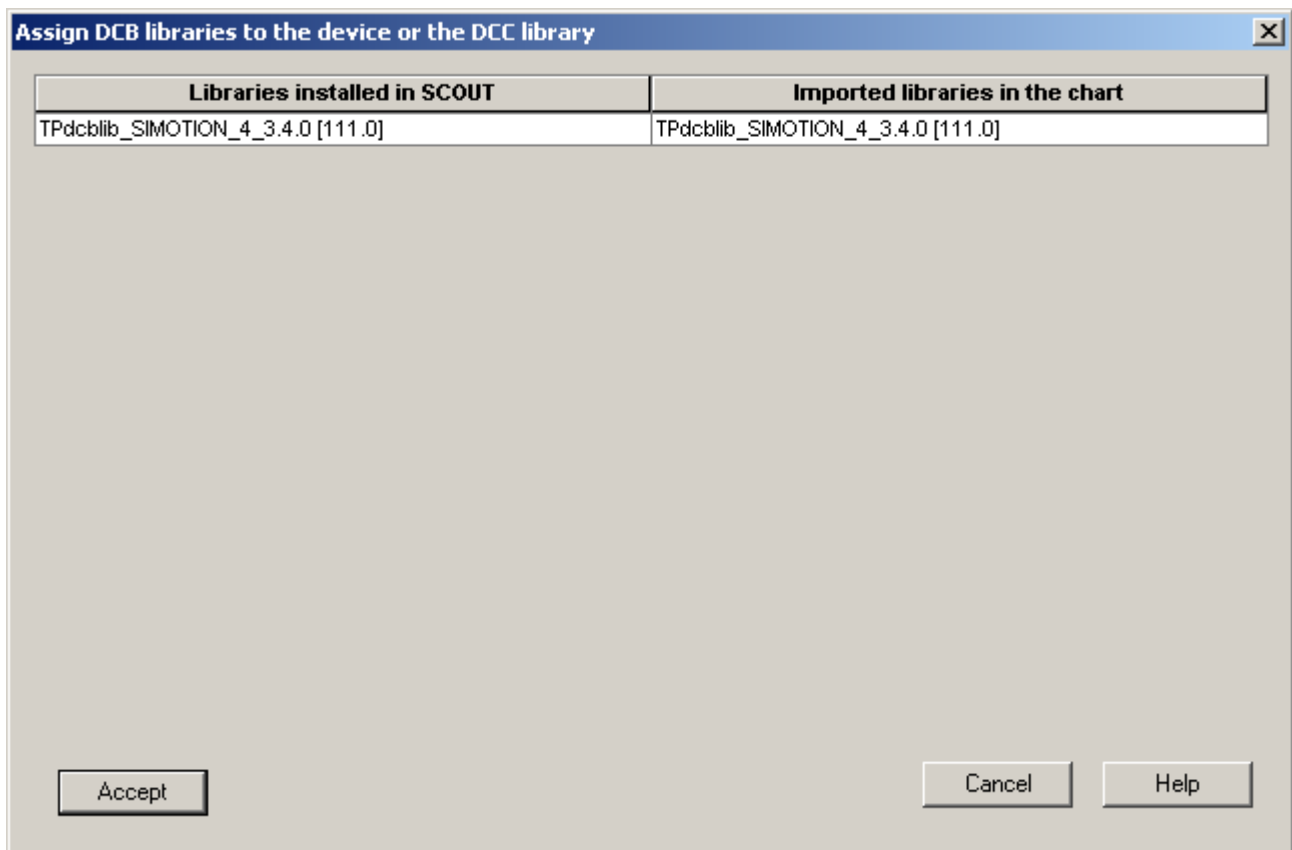 Assign DCB libraries to the device or the DCC library
Libraries installed in SCOUT Imported libraries in the chart
TPdcblib_SIMOTION_4_3.4.0 [111.0] TPdcblib_SIMOTION_4_3.4.0 [111.0]
Accept Cancel Help